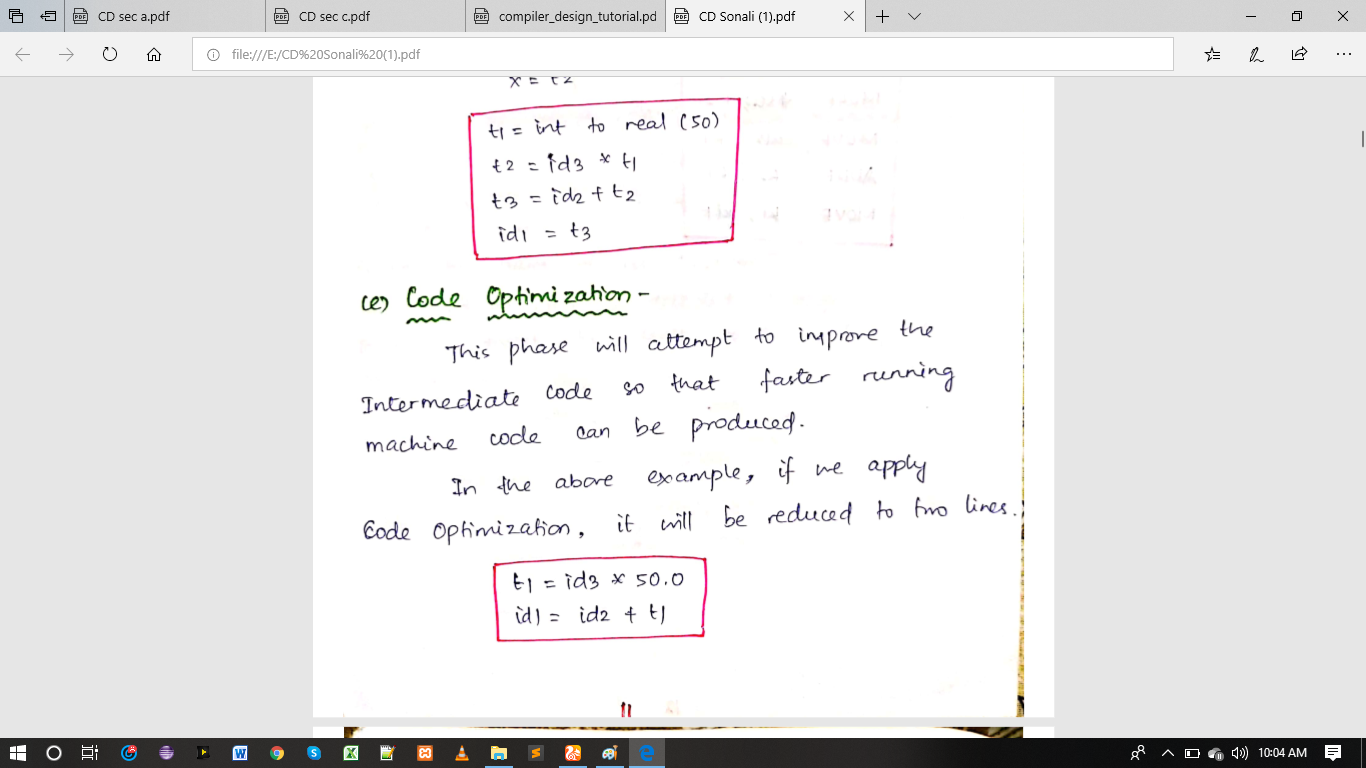 CD sec a.pdf
CD sec c.pdf
compiler_design_tutorial.pd
CD Sonali (1).pdf
file:///E:/CD%20Sonali%20(1).pdf
x = t2
t1 = int to real (50)
t2 = id3 * t1
t3 = id2 + t2
id1 = t3
(e) Code Optimization -
This phase will attempt to improve the
Intermediate code so that faster running
machine code can be produced.
In the above example, if we apply
Code Optimization, it will be reduced to two lines.
t1 = id3 * 50.0
id1 = id2 + t1
11
10:04 AM